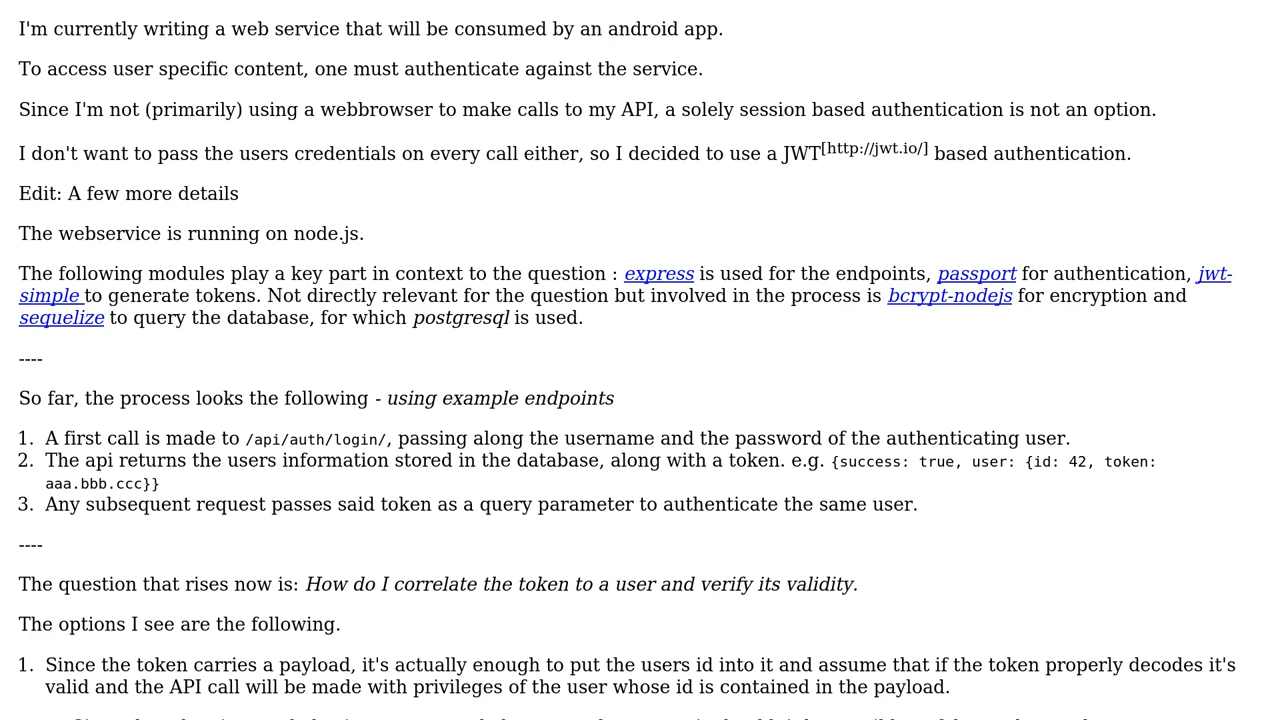 I'm currently writing a web service that will be consumed by an android app.
To access user specific content, one must authenticate against the service.
Since I'm not (primarily) using a webbrowser to make calls to my API, a solely session based authentication is not an option.
I don't want to pass the users credentials on every call either, so I decided to use a JWT[http://jwt.io/] based authentication.
Edit: A few more details
The webservice is running on node.js.
The following modules play a key part in context to the question : express is used for the endpoints, passport for authentication, jwt-
simple to generate tokens. Not directly relevant for the question but involved in the process is bcrypt-nodejs for encryption and
sequelize to query the database, for which postgresql is used.
----
So far, the process looks the following - using example endpoints
1. A first call is made to /api/auth/login/, passing along the username and the password of the authenticating user.
2. The api returns the users information stored in the database, along with a token. e.g. {success: true, user: {id: 42, token:
aaa.bbb.ccc}}
3. Any subsequent request passes said token as a query parameter to authenticate the same user.
----
The question that rises now is: How do I correlate the token to a user and verify its validity.
The options I see are the following.
1. Since the token carries a payload, it's actually enough to put the users id into it and assume that if the token properly decodes it's
valid and the API call will be made with privileges of the user whose id is contained in the payload.